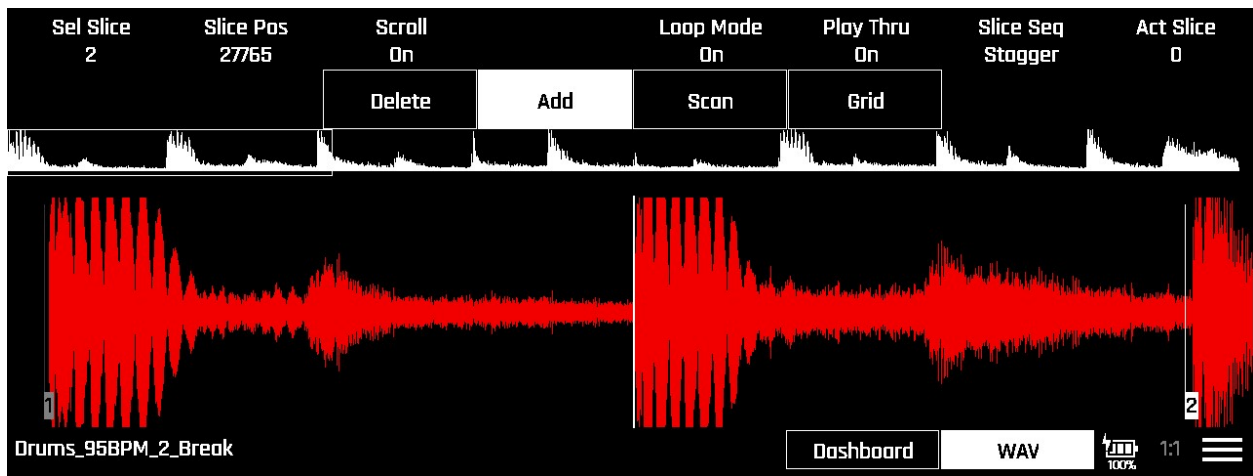 Sel Slice Slice Pos Scroll Loop Mode Play Thru Slice Seq Act Slice
2 27765 On On On Stagger 0
Delete Add Scan Grid
1 2
Drums_95BPM_2_Break Dashboard WAV 100% 1:1